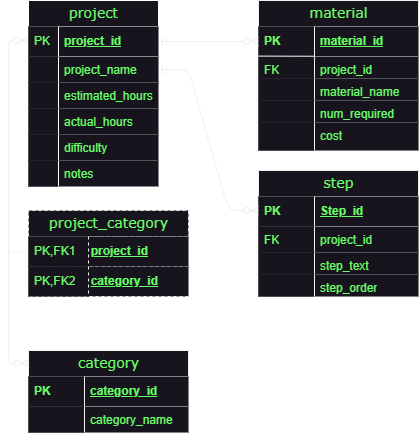 project
PK project_id
project_name
estimated_hours
actual_hours
difficulty
notes
material
PK material_id
FK project_id
material_name
num_required
cost
step
PK Step_id
FK project_id
step_text
step_order
project_category
PK,FK1 project_id
PK,FK2 category_id
category
PK category_id
category_name